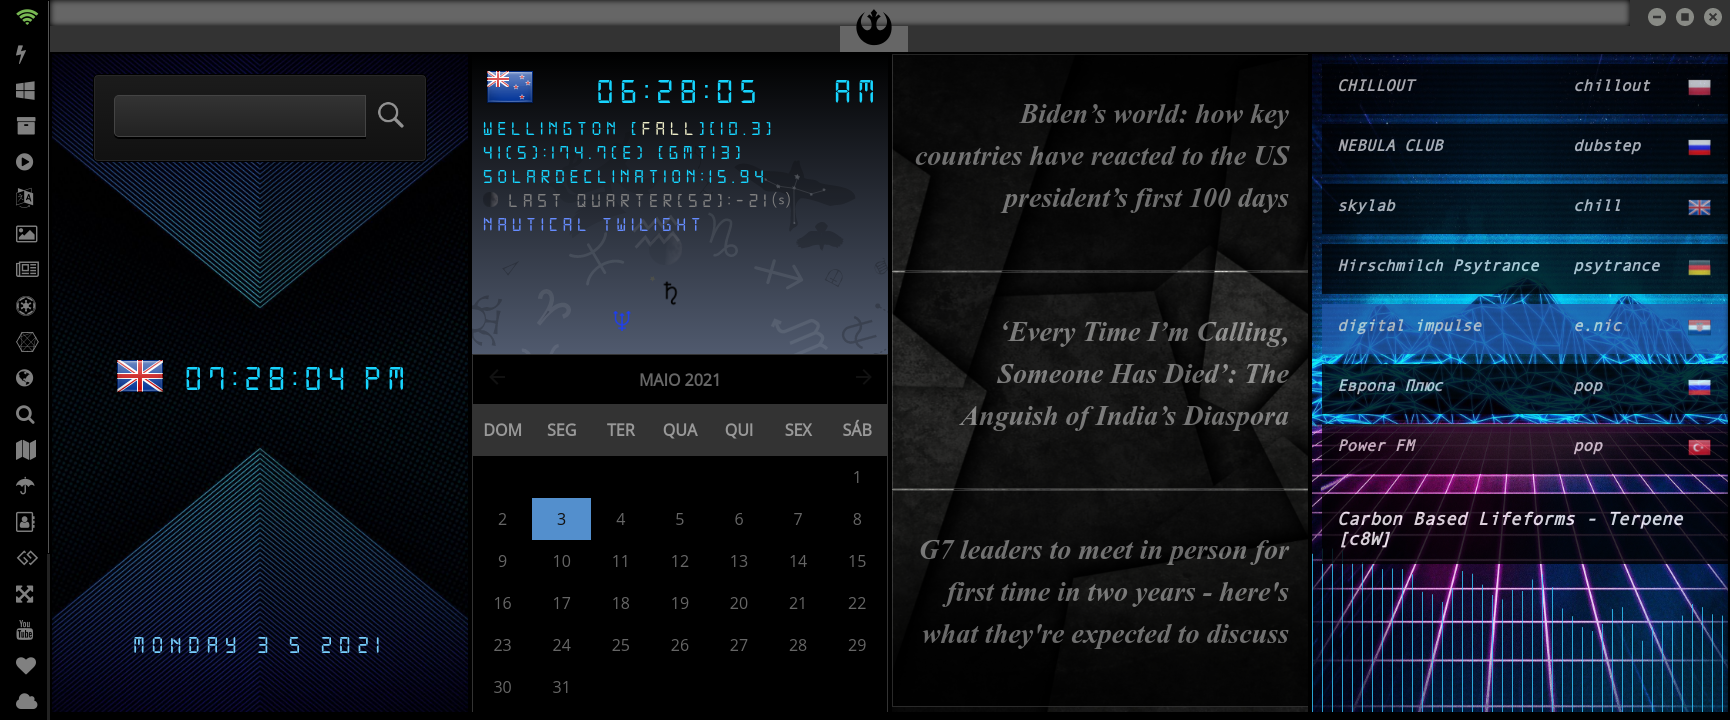 07:28:04 PM
MONDAY 3 5 2021
06:28:05 AM
WELLINGTON [FALL][10.3]
41(S):174.7(E) [GMT13]
SOLARDECLINATION:15.94
LAST QUARTER[52]:-21(s)
NAUTICAL TWILIGHT
MAIO 2021
DOM SEG TER QUA QUI SEX SÁB
1
2 3 4 5 6 7 8
9 10 11 12 13 14 15
16 17 18 19 20 21 22
23 24 25 26 27 28 29
30 31
Biden’s world: how key
countries have reacted to the US
president’s first 100 days
‘Every Time I’m Calling,
Someone Has Died’: The
Anguish of India’s Diaspora
G7 leaders to meet in person for
first time in two years - here's
what they're expected to discuss
CHILLOUT chillout
NEBULA CLUB dubstep
skylab chill
Hirschmilch Psytrance psytrance
digital impulse e.nic
Европа Плюс pop
Power FM pop
Carbon Based Lifeforms - Terpene
[c8W]
You
Tube